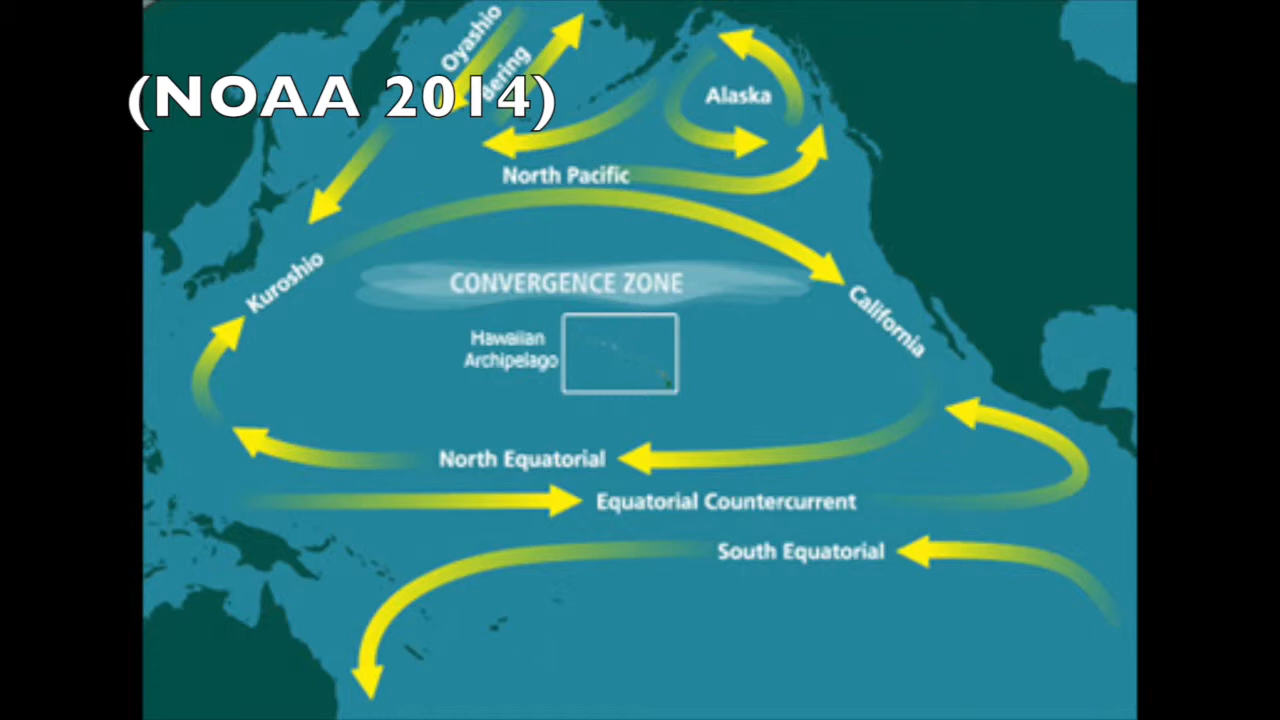 Oyashio
Bering
(NOAA 2014)
Alaska
North Pacific
Kuroshio
CONVERGENCE ZONE
California
Hawaiian
Archipelago
North Equatorial
Equatorial Countercurrent
South Equatorial